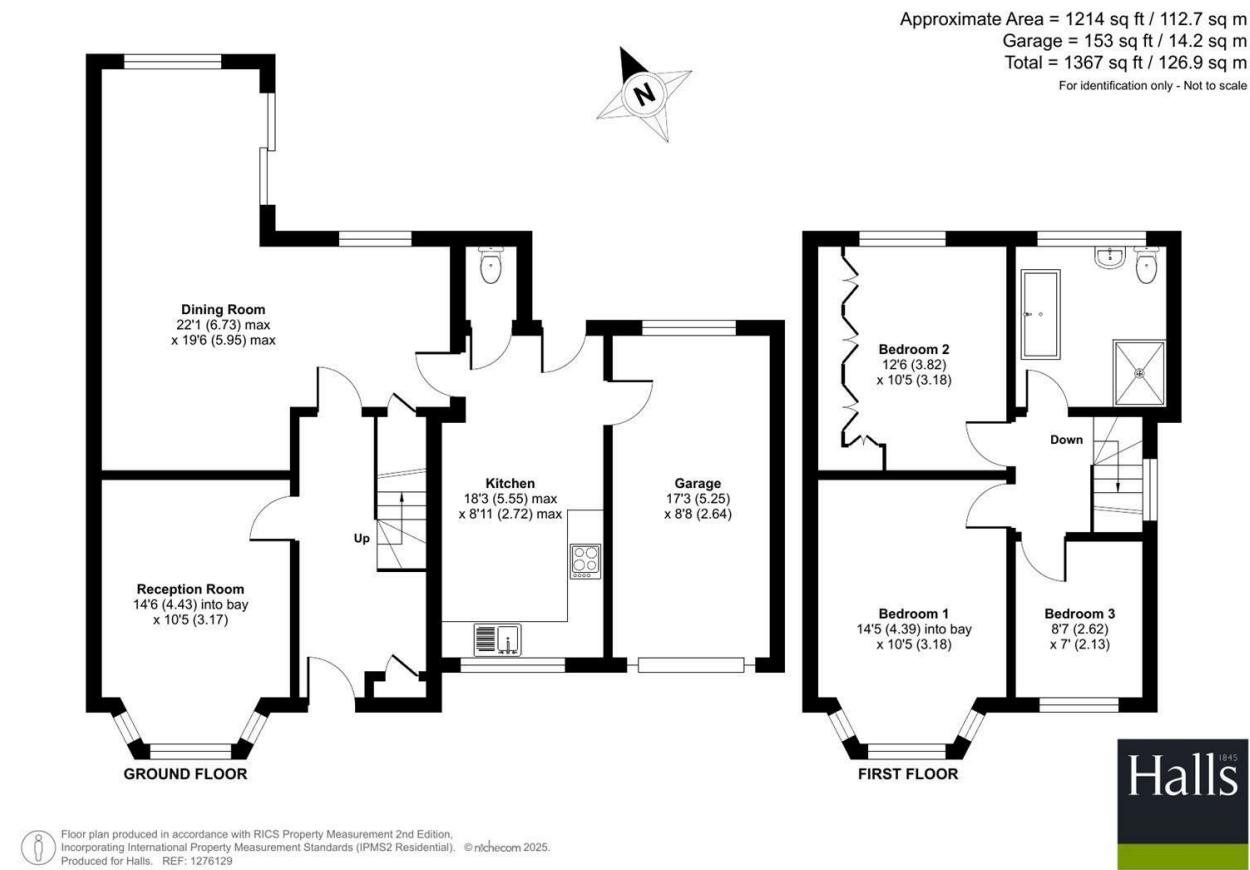 Approximate Area = 1214 sq ft / 112.7 sq m
Garage = 153 sq ft / 14.2 sq m
Total = 1367 sq ft / 126.9 sq m
For identification only - Not to scale
N
Dining Room
22'1 (6.73) max
x 19'6 (5.95) max
Kitchen
18'3 (5.55) max
x 8'11 (2.72) max
Garage
17'3 (5.25)
x 8'8 (2.64)
Up
Reception Room
14'6 (4.43) into bay
x 10'5 (3.17)
GROUND FLOOR
Bedroom 2
12'6 (3.82)
x 10'5 (3.18)
Down
Bedroom 1
14'5 (4.39) into bay
x 10'5 (3.18)
Bedroom 3
8'7 (2.62)
x 7' (2.13)
FIRST FLOOR
Halls
1845
Floor plan produced in accordance with RICS Property Measurement 2nd Edition,
Incorporating International Property Measurement Standards (IPMS2 Residential). © nichecom 2025.
Produced for Halls. REF: 1276129